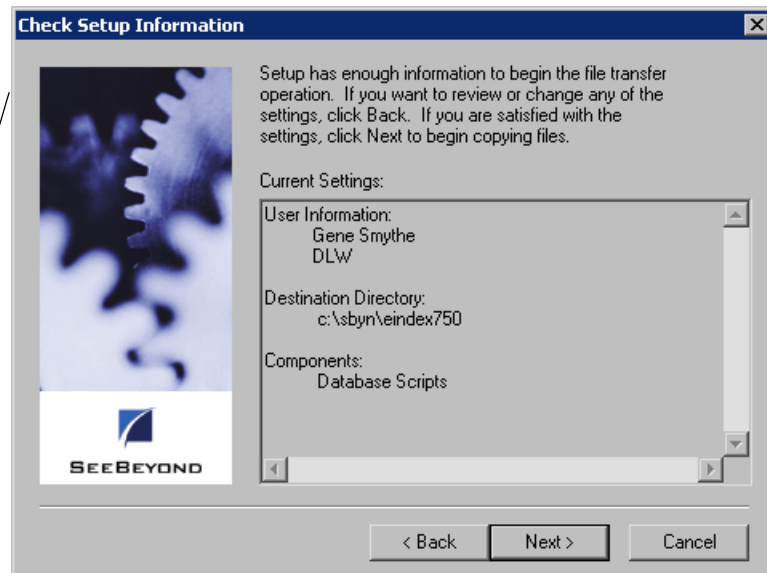 Check Setup Information
Setup has enough information to begin the file transfer
operation. If you want to review or change any of the
settings, click Back. If you are satisfied with the
settings, click Next to begin copying files.
Current Settings:
User Information:
Gene Smythe
DLW
Destination Directory:
c:\sbyn\eindex750
Components:
Database Scripts
SEEBEYOND
< Back
Next >
Cancel